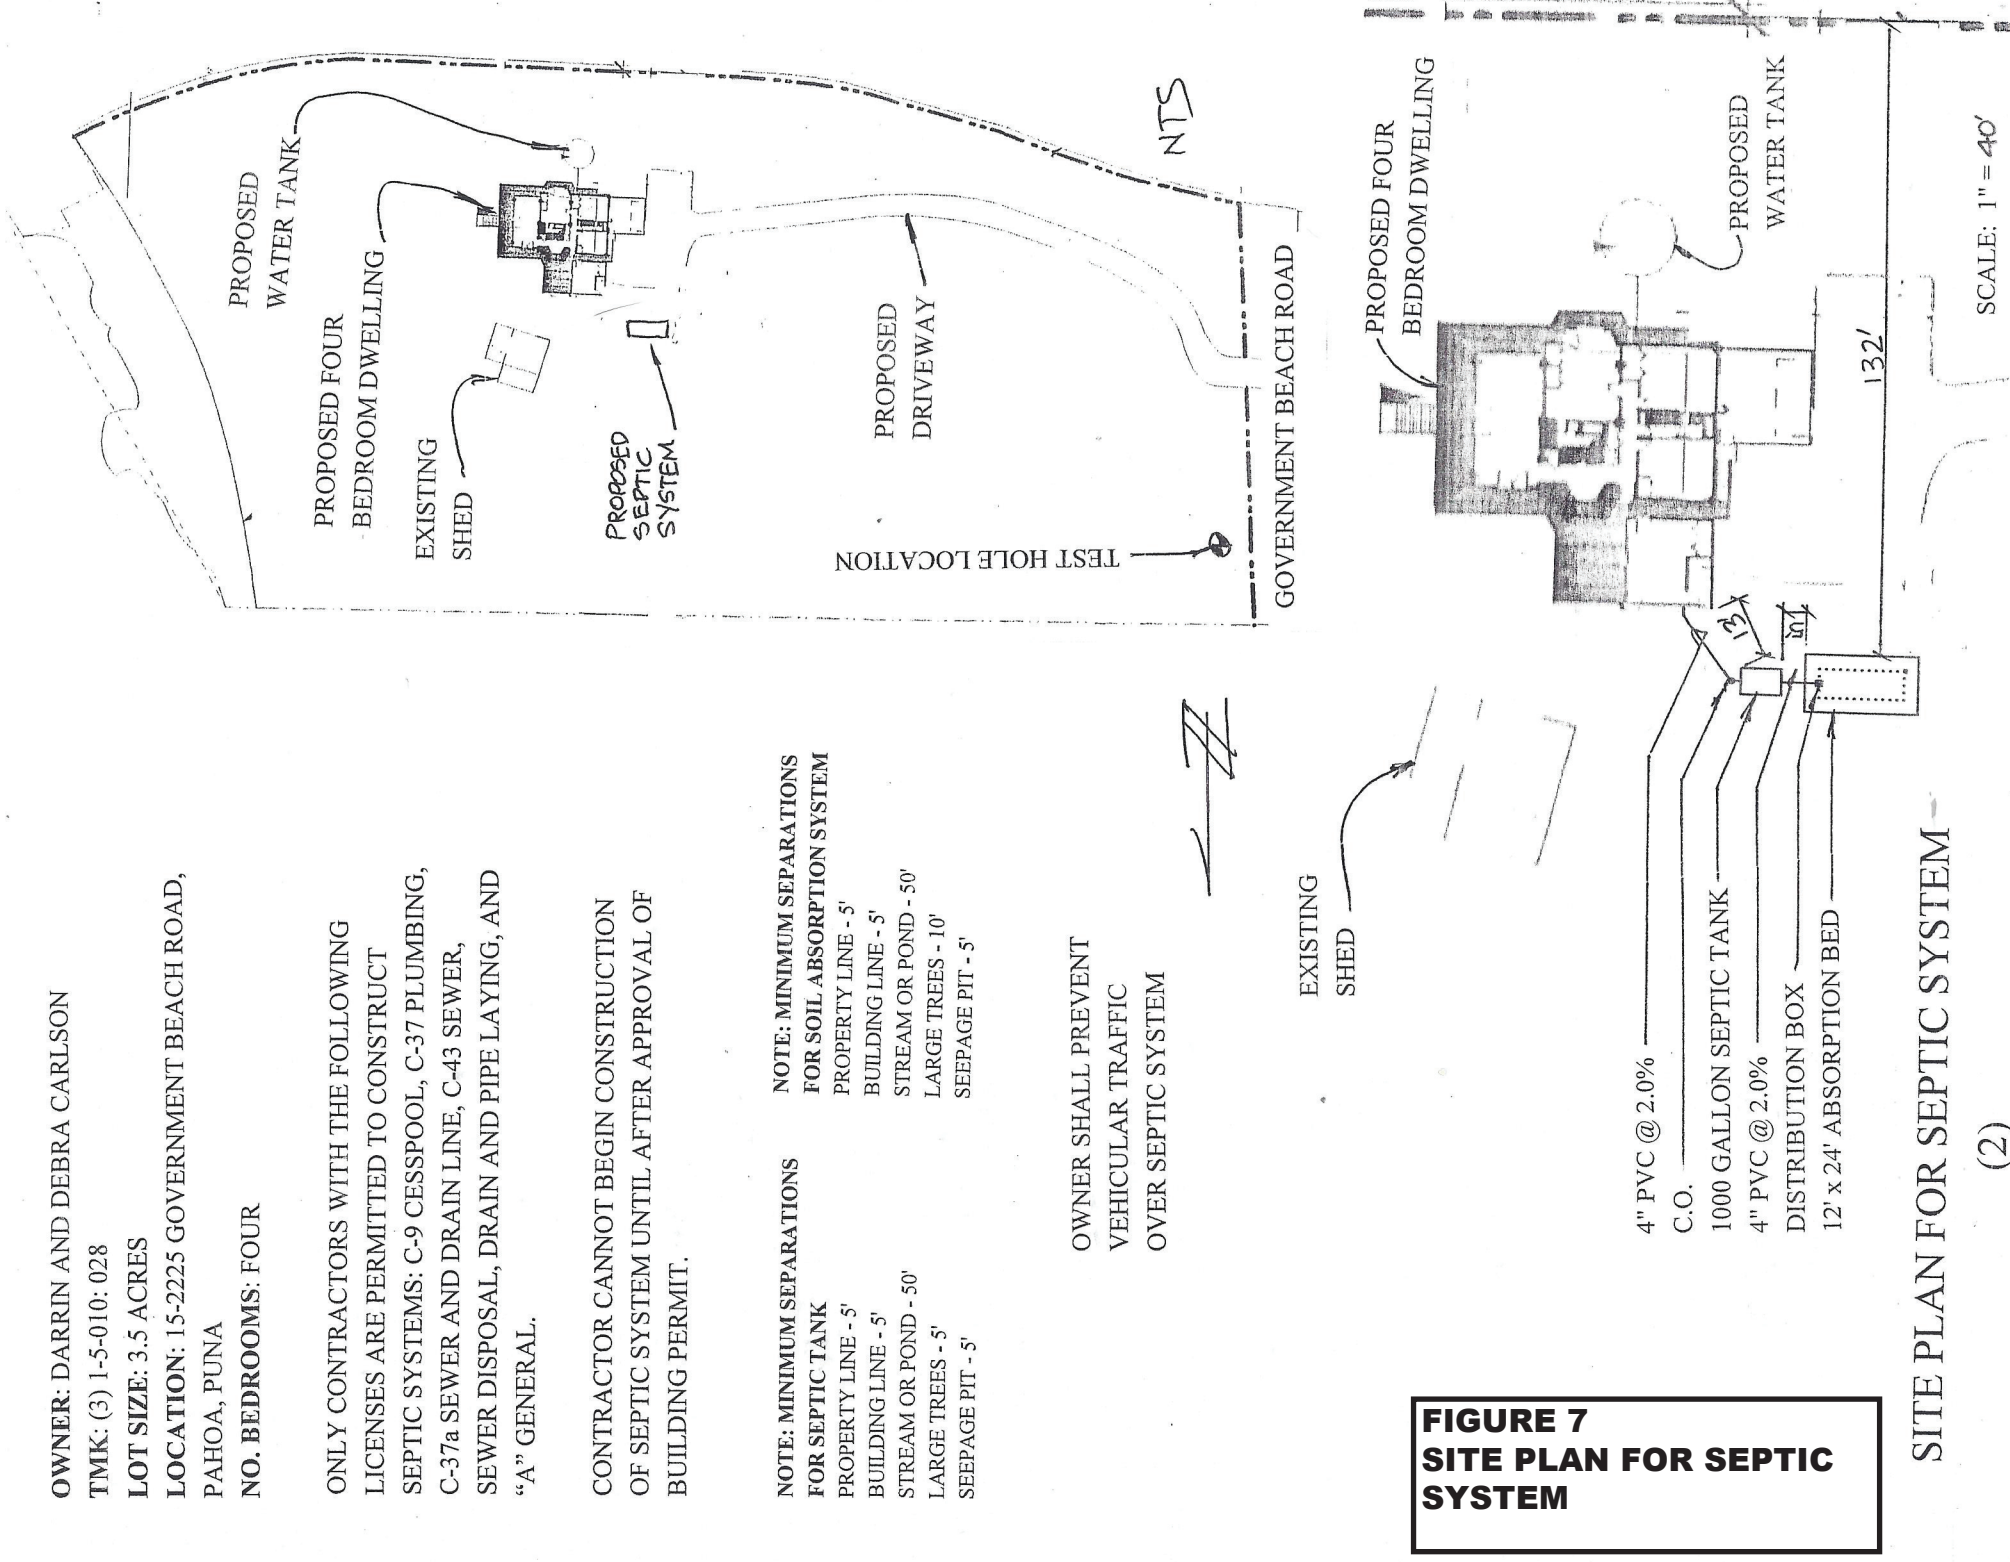 OWNER: DARRIN AND DEBRA CARLSON
TMK: (3) 1-5-010: 028
LOT SIZE: 3.5 ACRES
LOCATION: 15-2225 GOVERNMENT BEACH ROAD,
PAHOA, PUNA
NO. BEDROOMS: FOUR
ONLY CONTRACTORS WITH THE FOLLOWING
LICENSES ARE PERMITTED TO CONSTRUCT
SEPTIC SYSTEMS: C-9 CESSPOOL, C-37 PLUMBING,
C-37a SEWER AND DRAIN LINE, C-43 SEWER,
SEWER DISPOSAL, DRAIN AND PIPE LAYING, AND
“A” GENERAL.
CONTRACTOR CANNOT BEGIN CONSTRUCTION
OF SEPTIC SYSTEM UNTIL AFTER APPROVAL OF
BUILDING PERMIT.
NOTE: MINIMUM SEPARATIONS
FOR SEPTIC TANK
PROPERTY LINE - 5'
BUILDING LINE - 5'
STREAM OR POND - 50'
LARGE TREES - 5'
SEEPAGE PIT - 5'
NOTE: MINIMUM SEPARATIONS
FOR SOIL ABSORPTION SYSTEM
PROPERTY LINE - 5'
BUILDING LINE - 5'
STREAM OR POND - 50'
LARGE TREES - 10'
SEEPAGE PIT - 5'
OWNER SHALL PREVENT
VEHICULAR TRAFFIC
OVER SEPTIC SYSTEM
PROPOSED
WATER TANK
PROPOSED FOUR
BEDROOM DWELLING
EXISTING
SHED
PROPOSED
SEPTIC
SYSTEM
PROPOSED
DRIVEWAY
TEST HOLE LOCATION
NTS
GOVERNMENT BEACH ROAD
PROPOSED FOUR
BEDROOM DWELLING
PROPOSED
WATER TANK
EXISTING
SHED
13'
5'
132'
4" PVC @ 2.0%
C.O.
1000 GALLON SEPTIC TANK
4" PVC @ 2.0%
DISTRIBUTION BOX
12' x 24' ABSORPTION BED
SITE PLAN FOR SEPTIC SYSTEM
SCALE: 1" = 40'
(2)
FIGURE 7
SITE PLAN FOR SEPTIC
SYSTEM